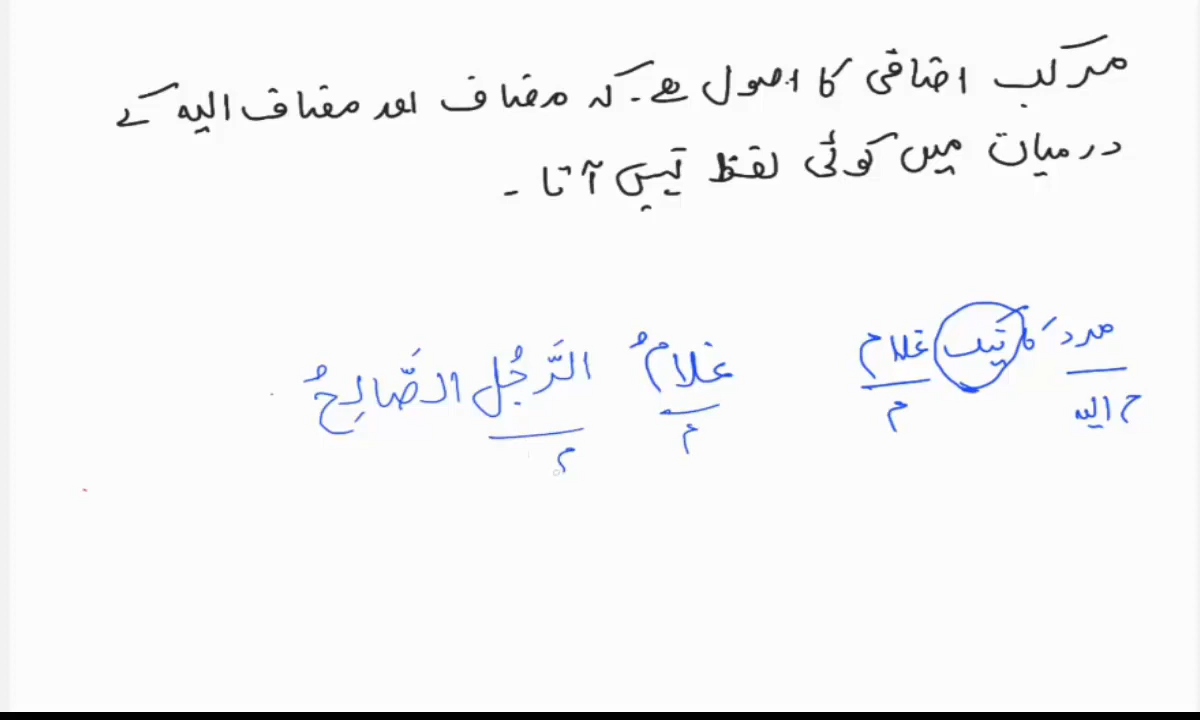 مرکب اضافی کا اصول ہے۔ کہ مضاف اور مضاف الیہ کے
درمیان میں کوئی لفظ نہیں آتا ۔
مرد کا نیک غلام غلامُ الرَّجُلِ الصَّالِحُ
م الیہ م م م